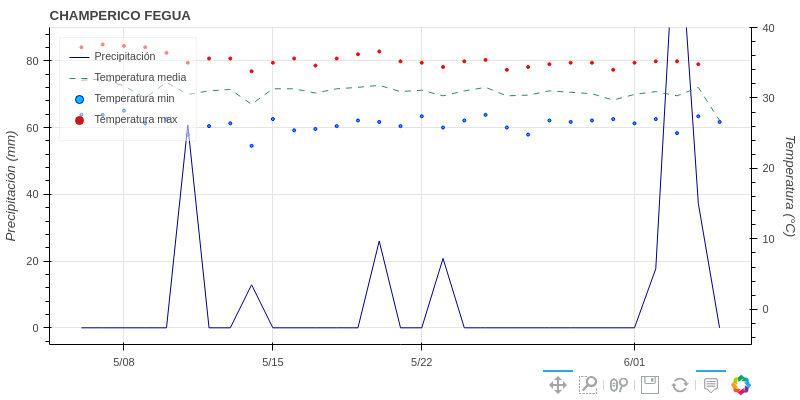 CHAMPERICO FEGUA
Precipitación
Temperatura media
Temperatura min
Temperatura max
Precipitación (mm)
80
60
40
20
0
Temperatura (°C)
40
30
20
10
0
5/08
5/15
5/22
6/01